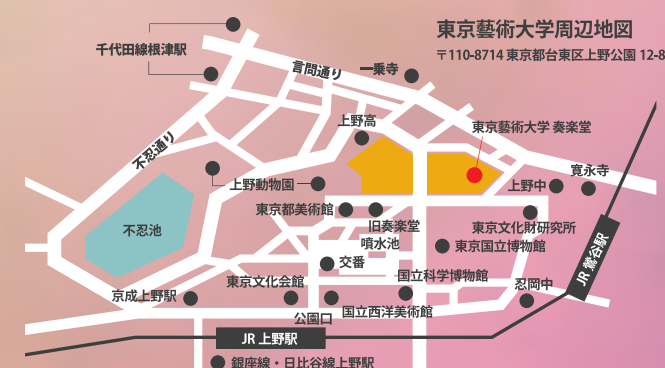 東京藝術大学周辺地図
〒110-8714 東京都台東区上野公園 12-8
千代田線根津駅
言問通り
一乗寺
不忍通り
上野高
東京藝術大学 奏楽堂
上野動物園
上野中
寛永寺
東京都美術館
旧奏楽堂
東京文化財研究所
不忍池
噴水池
東京国立博物館
JR 鶯谷駅
交番
国立科学博物館
東京文化会館
忍岡中
京成上野駅
国立西洋美術館
公園口
JR 上野駅
銀座線・日比谷線上野駅